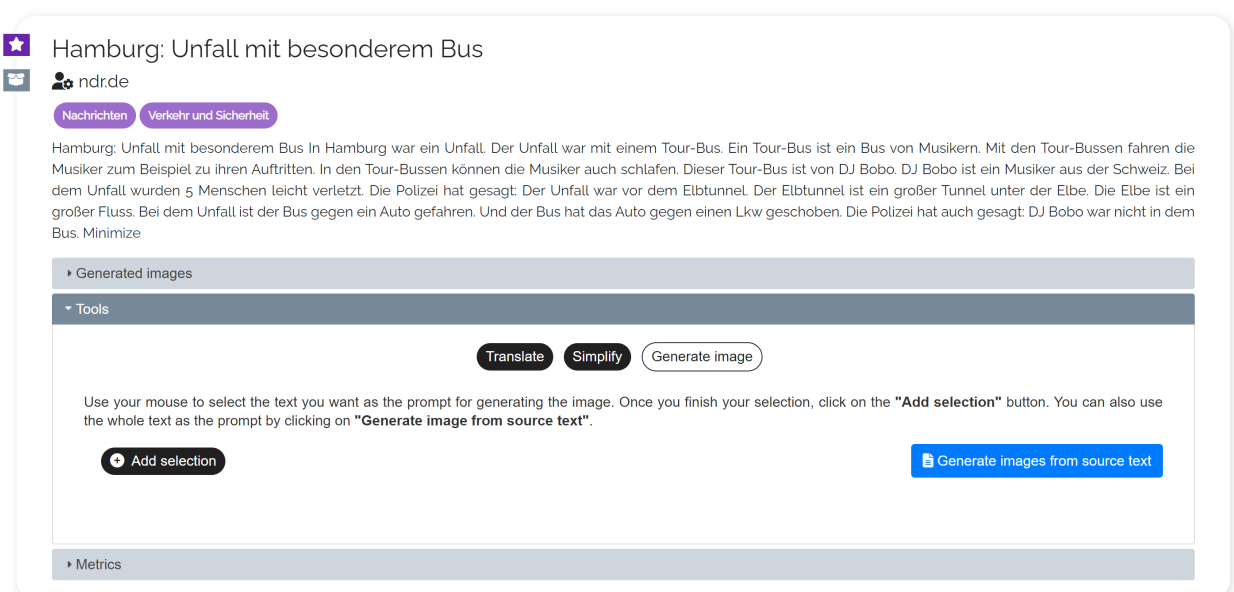 Hamburg: Unfall mit besonderem Bus
ndr.de
Nachrichten Verkehr und Sicherheit
Hamburg: Unfall mit besonderem Bus In Hamburg war ein Unfall. Der Unfall war mit einem Tour-Bus. Ein Tour-Bus ist ein Bus von Musikern. Mit den Tour-Bussen fahren die
Musiker zum Beispiel zu ihren Auftritten. In den Tour-Bussen können die Musiker auch schlafen. Dieser Tour-Bus ist von DJ Bobo. DJ Bobo ist ein Musiker aus der Schweiz. Bei
dem Unfall wurden 5 Menschen leicht verletzt. Die Polizei hat gesagt: Der Unfall war vor dem Elbtunnel. Der Elbtunnel ist ein großer Tunnel unter der Elbe. Die Elbe ist ein
großer Fluss. Bei dem Unfall ist der Bus gegen ein Auto gefahren. Und der Bus hat das Auto gegen einen Lkw geschoben. Die Polizei hat auch gesagt: DJ Bobo war nicht in dem
Bus. Minimize
Generated images
Tools
Translate Simplify Generate image
Use your mouse to select the text you want as the prompt for generating the image. Once you finish your selection, click on the "Add selection" button. You can also use
the whole text as the prompt by clicking on "Generate image from source text".
Add selection Generate images from source text
Metrics